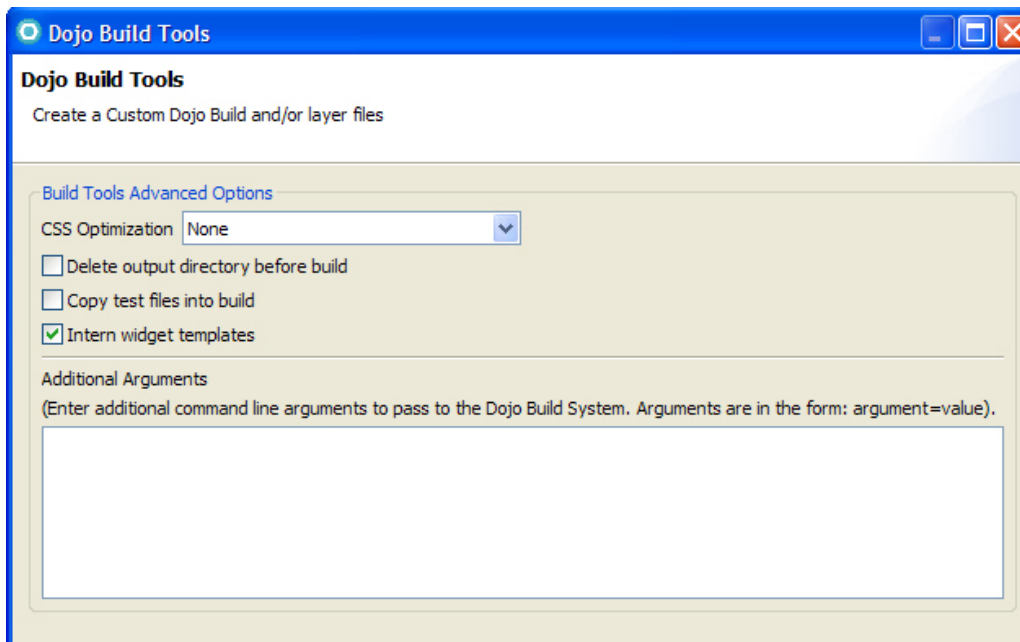 Dojo Build Tools
Dojo Build Tools
Create a Custom Dojo Build and/or layer files
Build Tools Advanced Options
CSS Optimization None
Delete output directory before build
Copy test files into build
Intern widget templates
Additional Arguments
(Enter additional command line arguments to pass to the Dojo Build System. Arguments are in the form: argument=value).